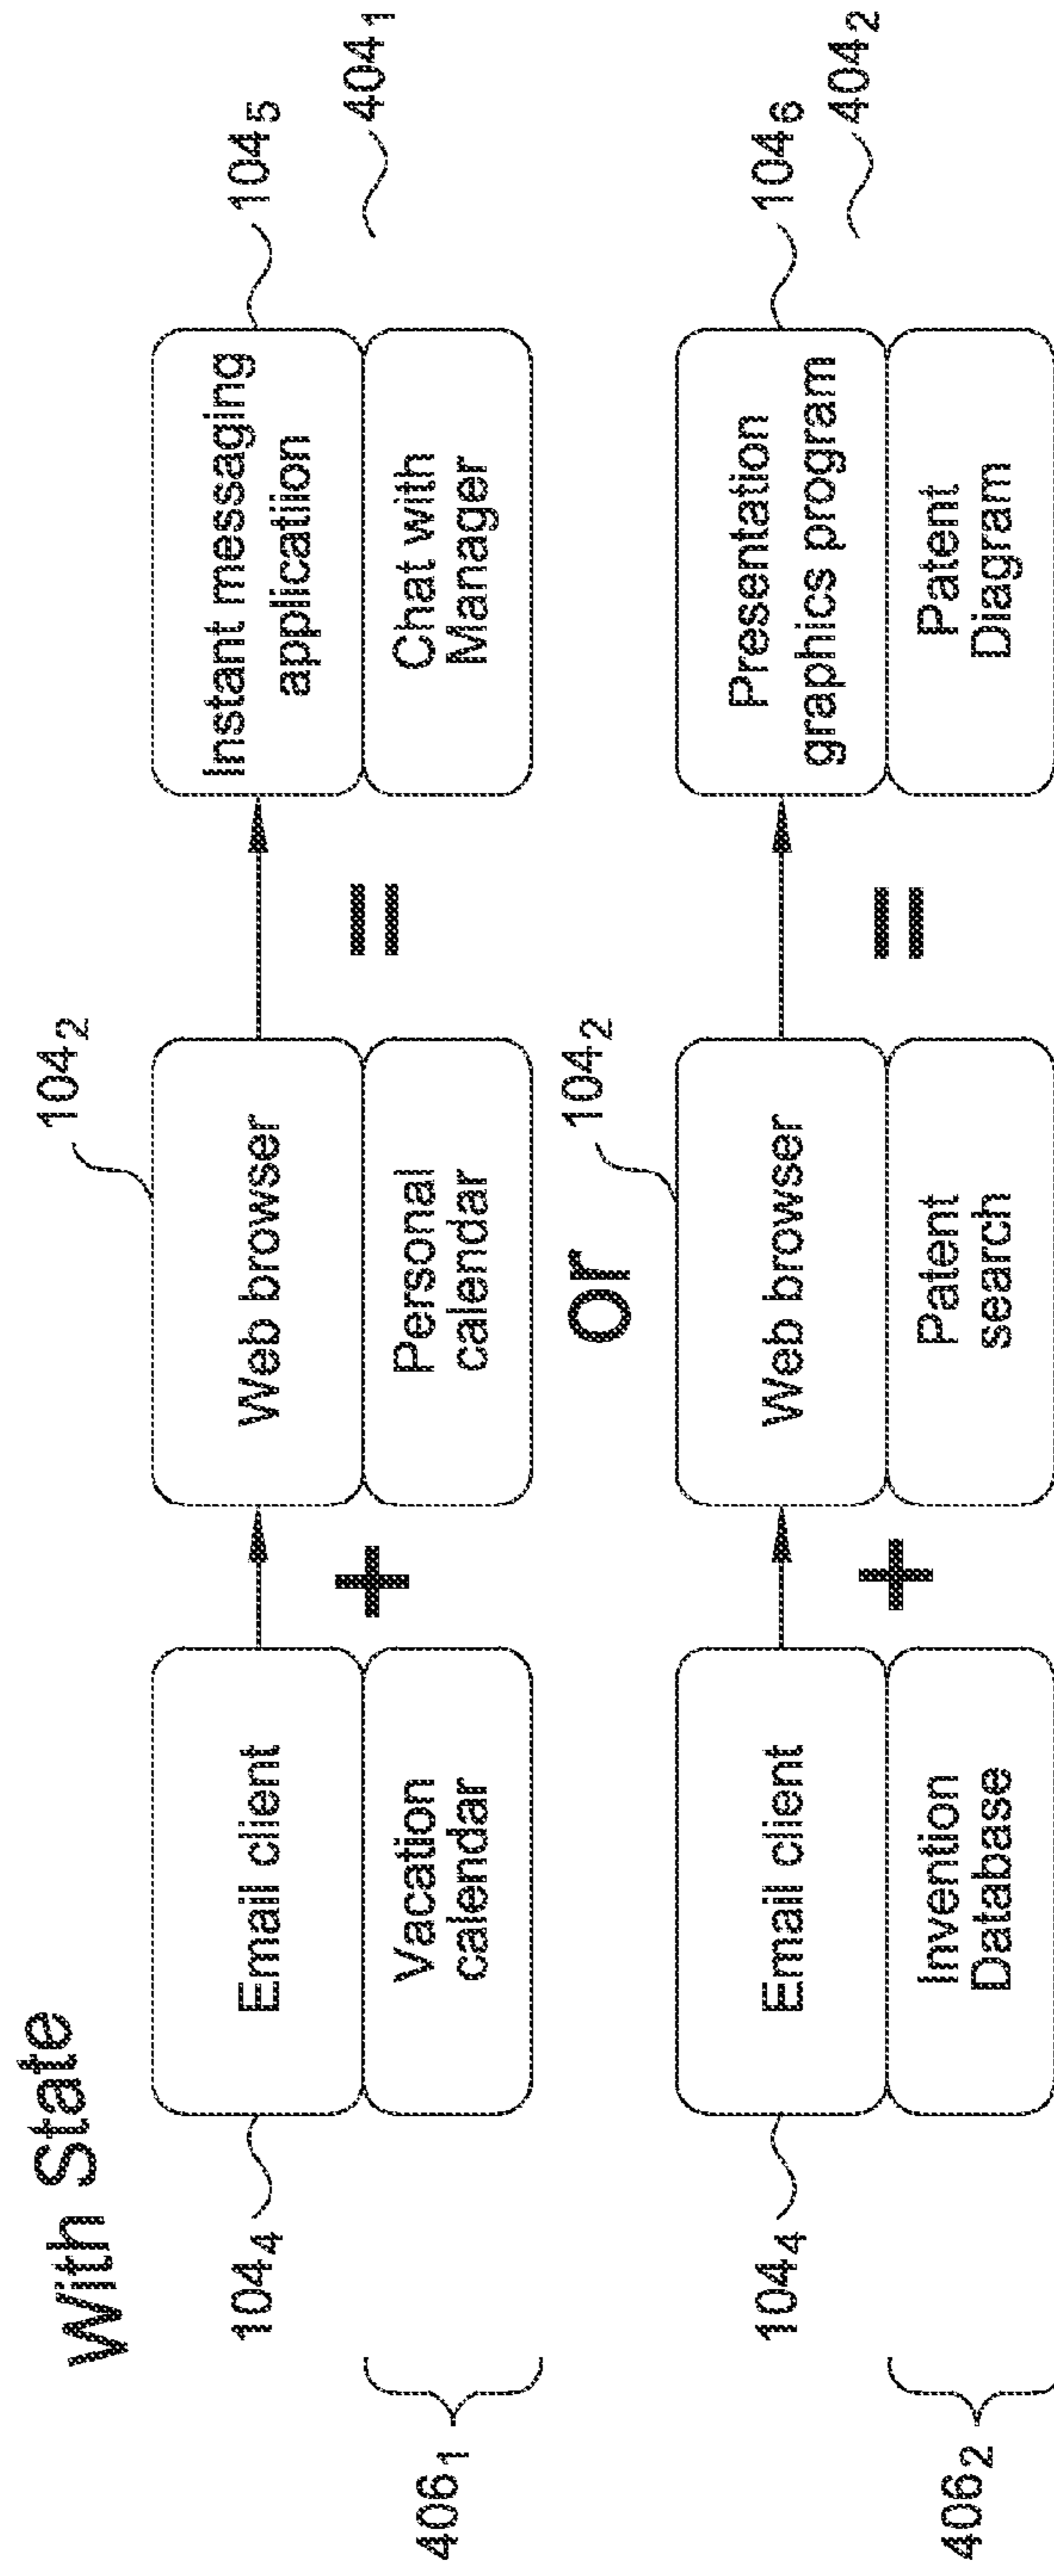 With State
104₄
Email client
Vacation
calendar
406₁
+
104₂
Web browser
Personal
calendar
=
104₅
Instant messaging
application
Chat with
Manager
404₁
Or
104₄
Email client
Invention
Database
406₂
+
104₂
Web browser
Patent
search
=
104₆
Presentation
graphics program
Patent
Diagram
404₂